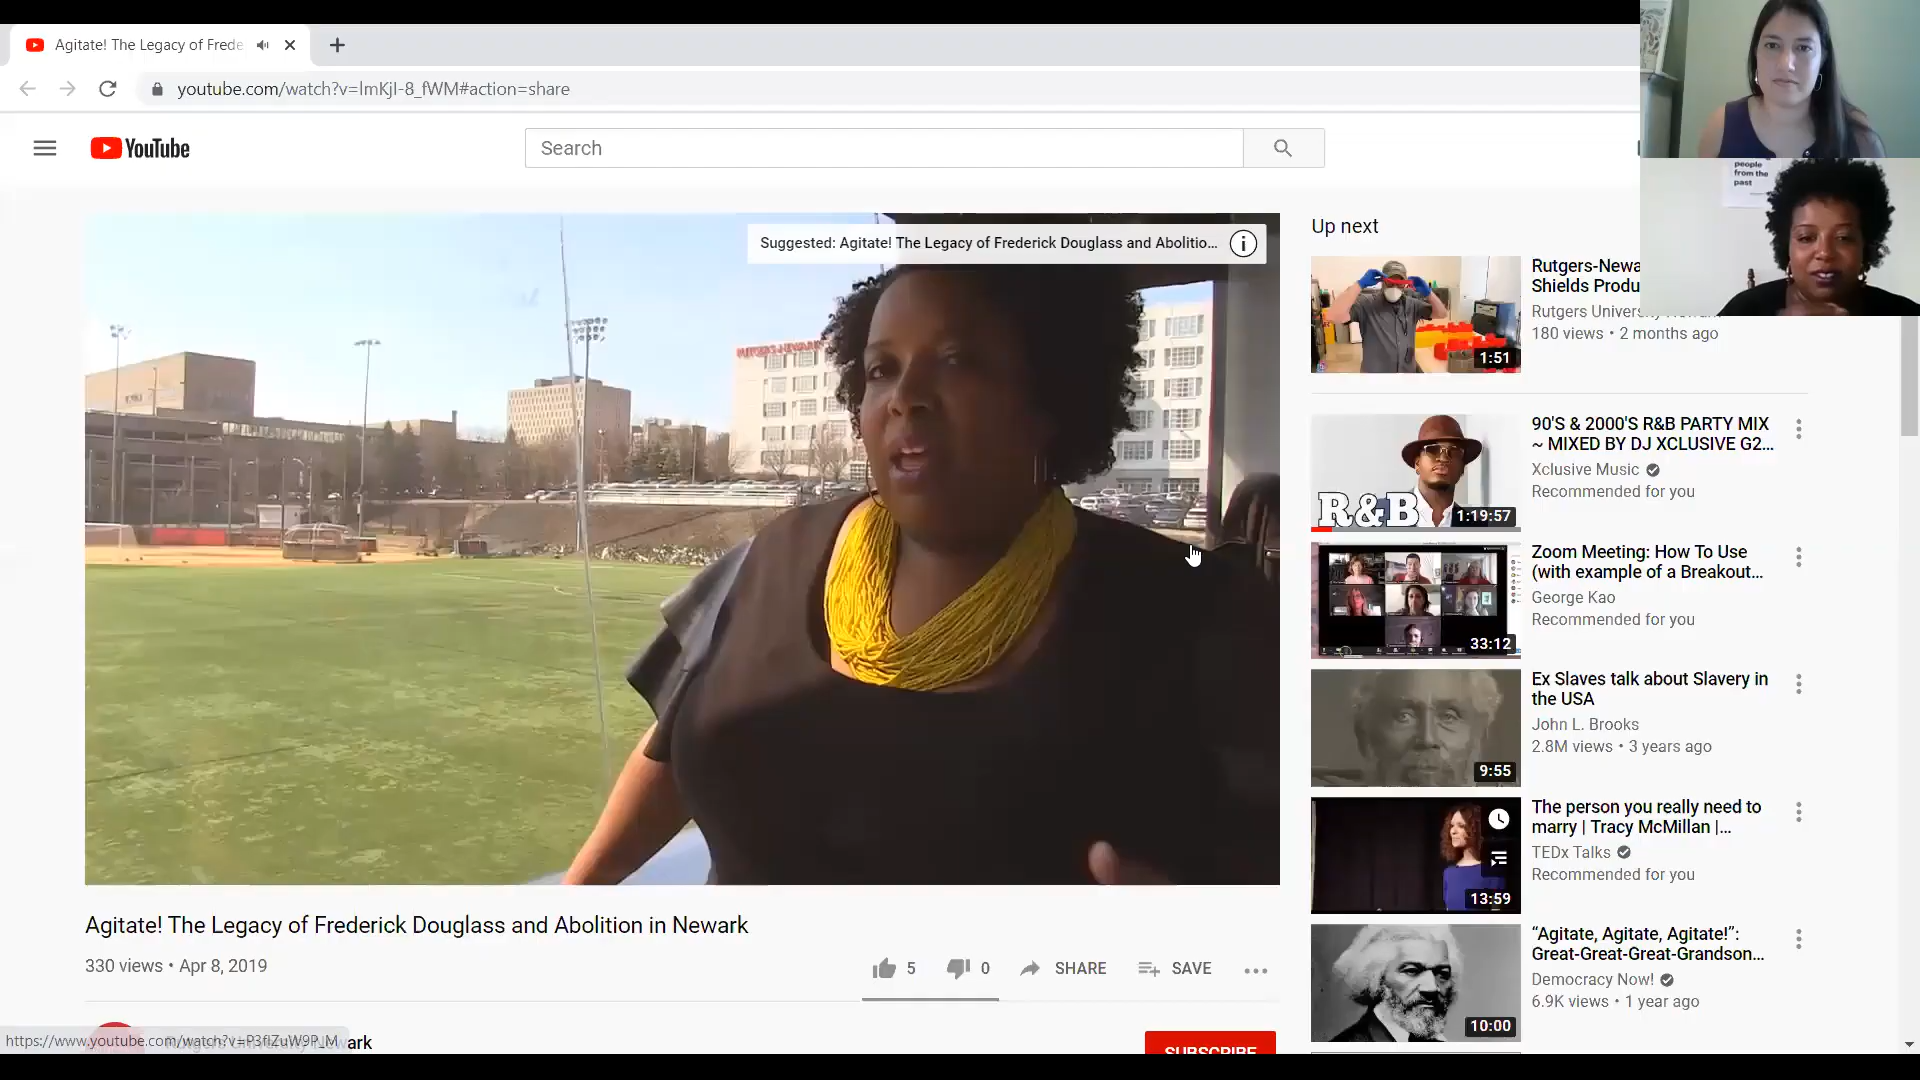 Agitate! The Legacy of Frede
youtube.com/watch?v=lmKjI-8_fWM#action=share
YouTube
Search
people
from the
past
Suggested: Agitate! The Legacy of Frederick Douglass and Abolitio...
RUTGERS-NEWARK
Up next
Rutgers-Newa
Shields Produ
Rutgers University
180 views • 2 months ago
1:51
90'S & 2000'S R&B PARTY MIX
~ MIXED BY DJ XCLUSIVE G2...
Xclusive Music
Recommended for you
R&B
1:19:57
Zoom Meeting: How To Use
(with example of a Breakout...
George Kao
Recommended for you
33:12
Ex Slaves talk about Slavery in
the USA
John L. Brooks
2.8M views • 3 years ago
9:55
The person you really need to
marry | Tracy McMillan |...
TEDx Talks
Recommended for you
13:59
“Agitate, Agitate, Agitate!”:
Great-Great-Great-Grandson...
Democracy Now!
6.9K views • 1 year ago
10:00
Agitate! The Legacy of Frederick Douglass and Abolition in Newark
330 views • Apr 8, 2019
5
0
SHARE
SAVE
https://www.youtube.com/watch?v=P3flZuW9P_M
ark
SUBSCRIBE